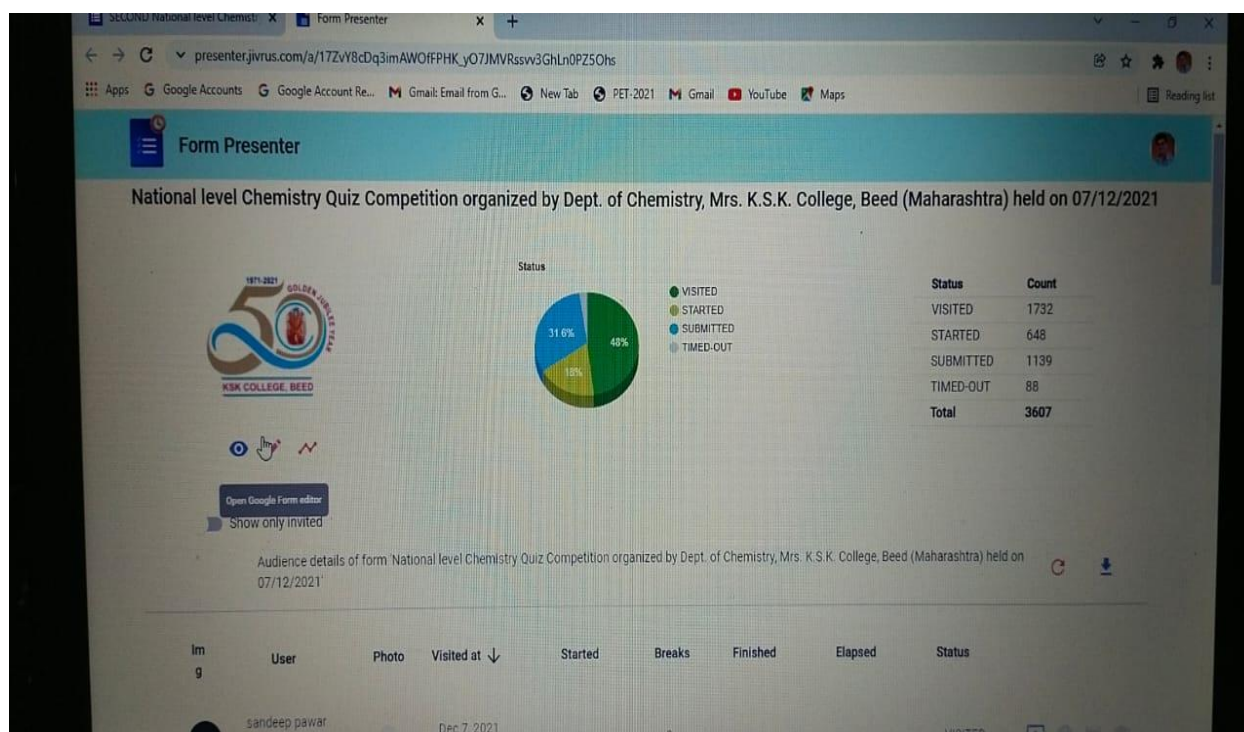 SECOND National level Chemist
Form Presenter
presenter.jivrus.com/a/17ZvY8cDq3imAWOfFPHK_yO7JMVRssvv3GhLn0PZ5Ohs
Apps Google Accounts Google Account Re... Gmail: Email from G... New Tab PET-2021 Gmail YouTube Maps Reading list
Form Presenter
National level Chemistry Quiz Competition organized by Dept. of Chemistry, Mrs. K.S.K. College, Beed (Maharashtra) held on 07/12/2021
1971-2021
GOLDEN JUBILEE YEAR
KSK COLLEGE, BEED
Status
31.6%
48%
18%
VISITED
STARTED
SUBMITTED
TIMED-OUT
Status Count
VISITED 1732
STARTED 648
SUBMITTED 1139
TIMED-OUT 88
Total 3607
Open Google Form editor
Show only invited
Audience details of form 'National level Chemistry Quiz Competition organized by Dept. of Chemistry, Mrs. K.S.K. College, Beed (Maharashtra) held on
07/12/2021'
Im
g
User Photo Visited at Started Breaks Finished Elapsed Status
sandeep pawar
Dec 7, 2021
VISITED